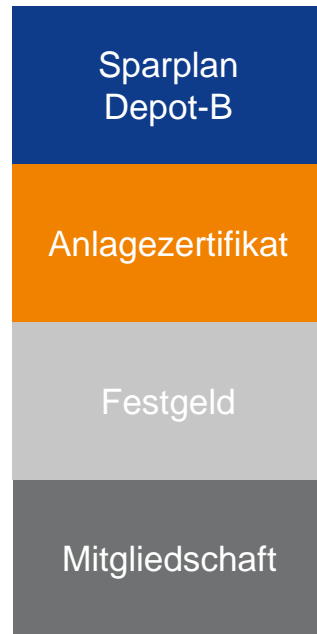 Sparplan
Depot-B
Anlagezertifikat
Festgeld
Mitgliedschaft